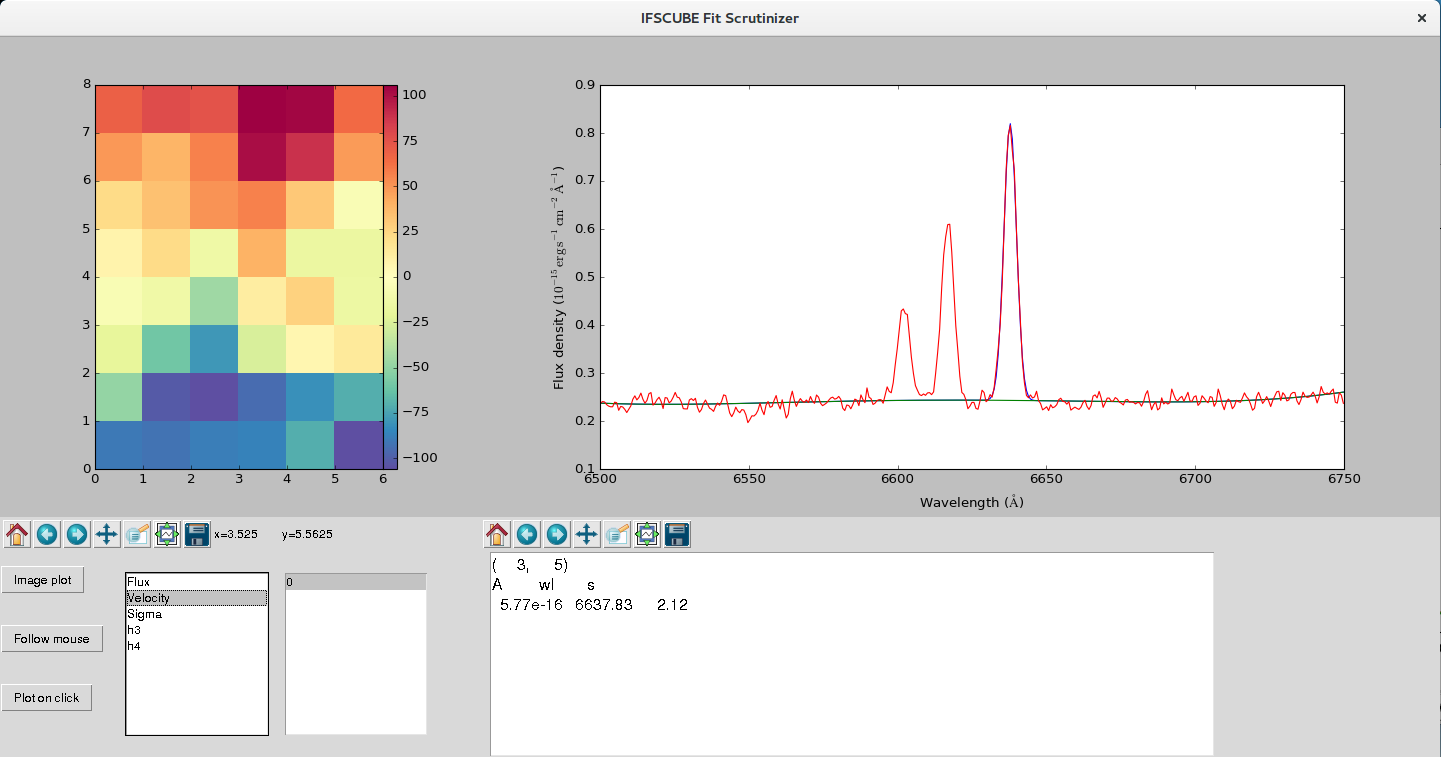 IFSCUBE Fit Scrutinizer
×
8
7
6
5
4
3
2
1
0
0 1 2 3 4 5 6
100
75
50
25
0
−25
−50
−75
−100
0.9
0.8
0.7
0.6
0.5
0.4
0.3
0.2
0.1
Flux density (10⁻¹⁵ erg s⁻¹ cm⁻² Å⁻¹)
6500 6550 6600 6650 6700 6750
Wavelength (Å)
x=3.525 y=5.5625
Image plot
Follow mouse
Plot on click
Flux
Velocity
Sigma
h3
h4
0
( 3, 5)
A wl s
5.77e-16 6637.83 2.12